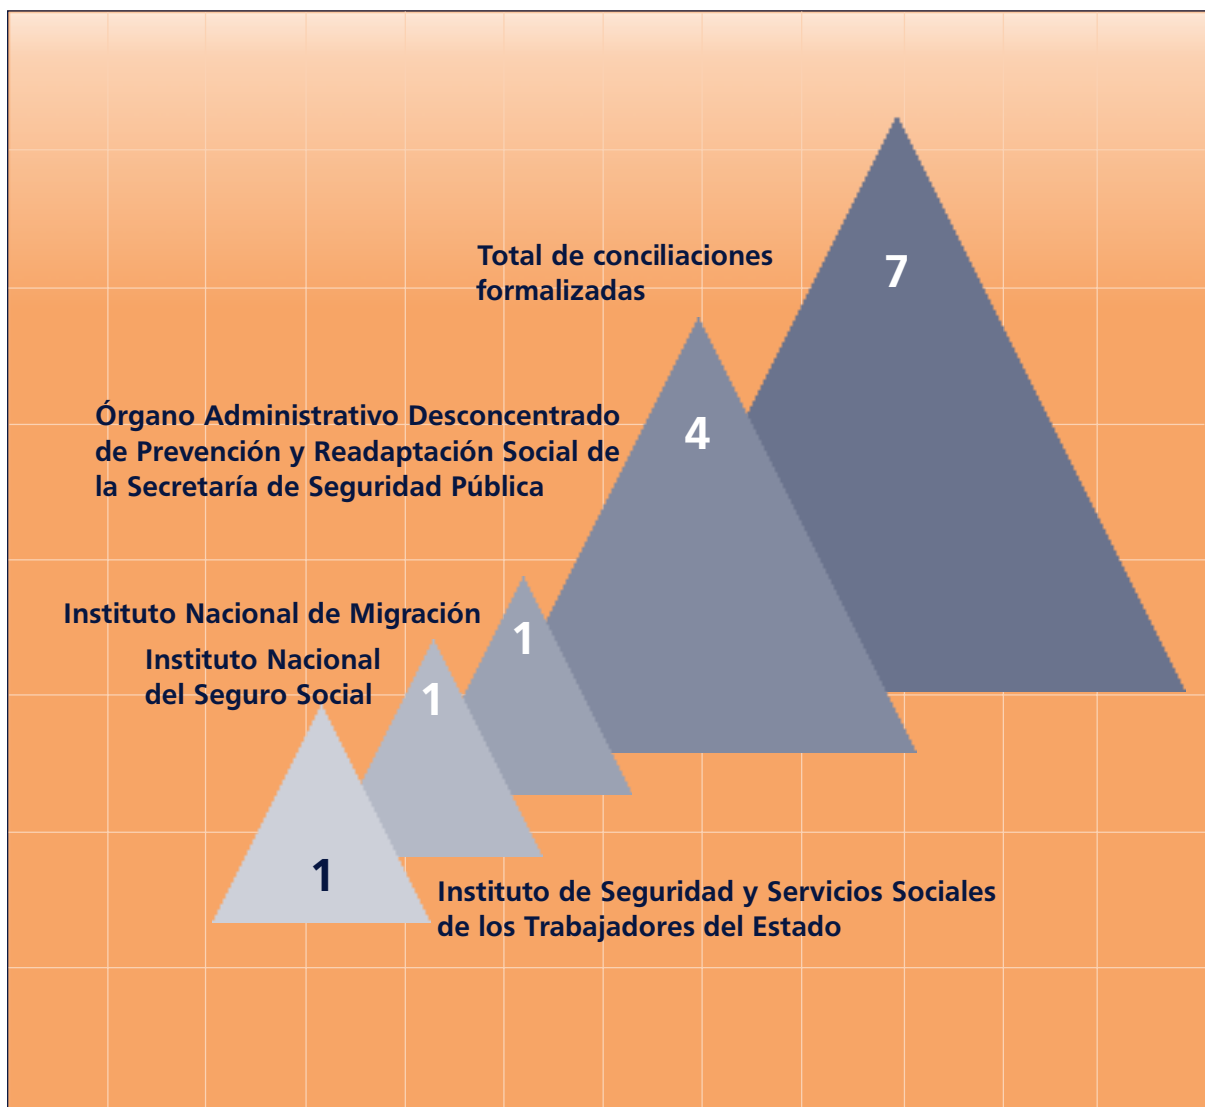 Total de conciliaciones
formalizadas
7
Órgano Administrativo Desconcentrado
de Prevención y Readaptación Social de
la Secretaría de Seguridad Pública
4
Instituto Nacional de Migración
1
Instituto Nacional
del Seguro Social
1
1
Instituto de Seguridad y Servicios Sociales
de los Trabajadores del Estado